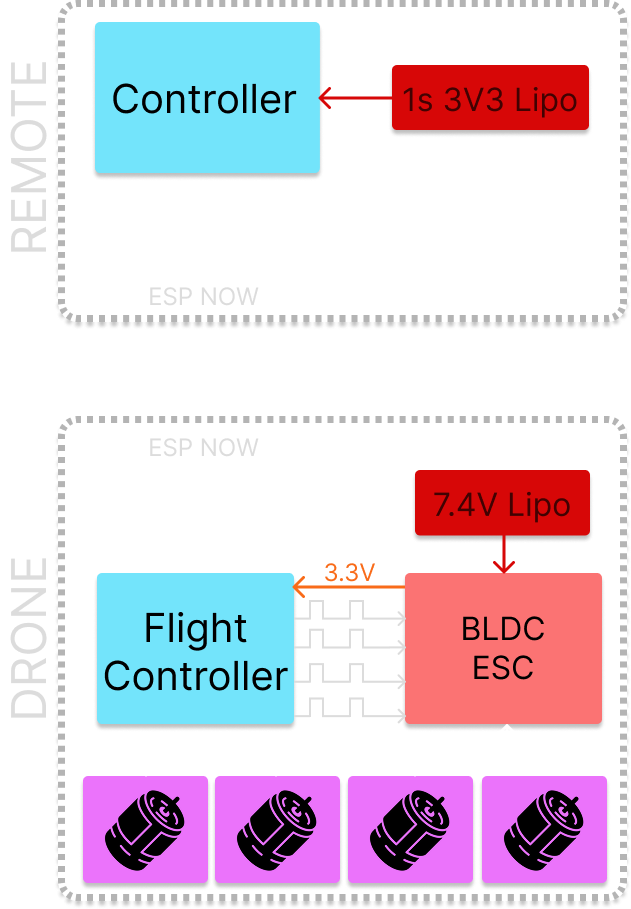 REMOTE
Controller
1s 3V3 Lipo
ESP NOW
DRONE
ESP NOW
7.4V Lipo
3.3V
Flight
Controller
BLDC
ESC